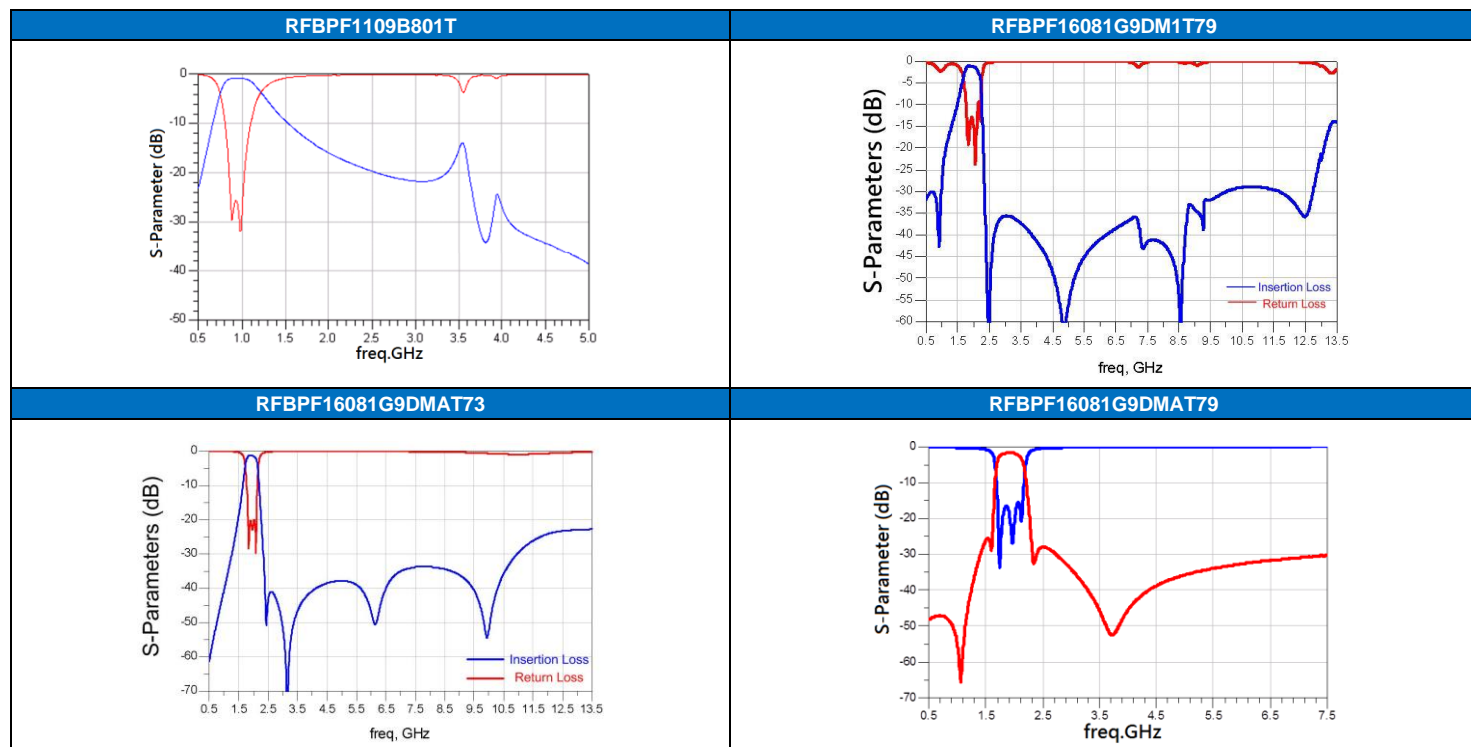 RFBPF1109B801T
S-Parameter (dB)
0
-10
-20
-30
-40
-50
0.5 1.0 1.5 2.0 2.5 3.0 3.5 4.0 4.5 5.0
freq.GHz
RFBPF16081G9DM1T79
S-Parameters (dB)
0
-5
-10
-15
-20
-25
-30
-35
-40
-45
-50
-55
-60
Insertion Loss
Return Loss
0.5 1.5 2.5 3.5 4.5 5.5 6.5 7.5 8.5 9.5 10.5 11.5 12.5 13.5
freq, GHz
RFBPF16081G9DMAT73
S-Parameters (dB)
0
-10
-20
-30
-40
-50
-60
-70
Insertion Loss
Return Loss
0.5 1.5 2.5 3.5 4.5 5.5 6.5 7.5 8.5 9.5 10.5 11.5 12.5 13.5
freq, GHz
RFBPF16081G9DMAT79
S-Parameter (dB)
0
-10
-20
-30
-40
-50
-60
-70
0.5 1.5 2.5 3.5 4.5 5.5 6.5 7.5
freq.GHz